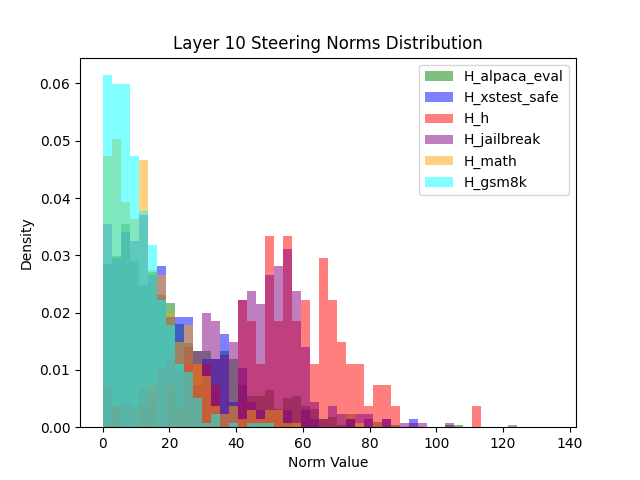 Layer 10 Steering Norms Distribution
H_alpaca_eval
H_xstest_safe
H_h
H_jailbreak
H_math
H_gsm8k
0.06
0.05
0.04
0.03
0.02
0.01
0.00
Density
0 20 40 60 80 100 120 140
Norm Value